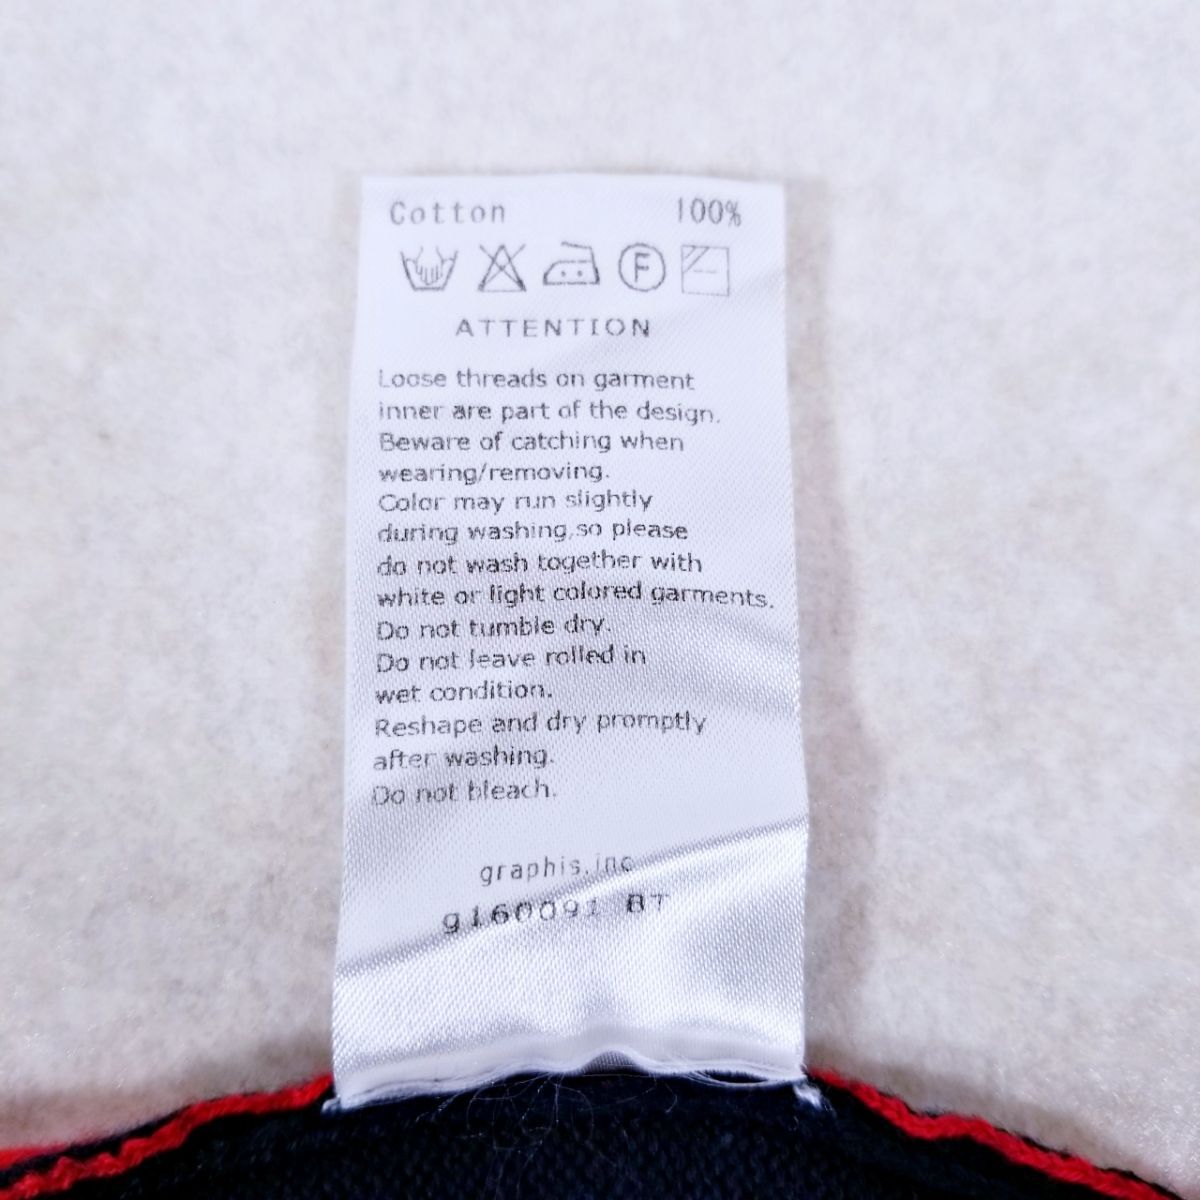 Cotton 100%
F
ATTENTION
Loose threads on garment
inner are part of the design.
Beware of catching when
wearing/removing.
Color may run slightly
during washing,so please
do not wash together with
white or light colored garments.
Do not tumble dry.
Do not leave rolled in
wet condition.
Reshape and dry promptly
after washing.
Do not bleach.
graphis.inc
g160091 BT